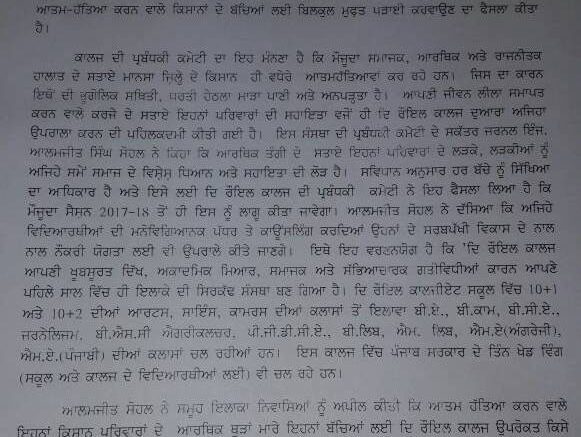 ਆਤਮ-ਹੱਤਿਆ ਕਰਨ ਵਾਲੇ ਕਿਸਾਨਾਂ ਦੇ ਬੱਚਿਆਂ ਲਈ ਬਿਲਕੁਲ ਮੁਫਤ ਪੜਾਈ ਕਰਵਾਉਣ ਦਾ ਫੈਸਲਾ ਕੀਤਾ
ਹੈ।
ਕਾਲਜ ਦੀ ਪ੍ਰਬੰਧਕੀ ਕਮੇਟੀ ਦਾ ਇਹ ਮੰਨਣਾ ਹੈ ਕਿ ਮੌਜੂਦਾ ਸਮਾਜਕ, ਆਰਥਿਕ ਅਤੇ ਰਾਜਨੀਤਕ
ਹਾਲਾਤ ਦੇ ਸਤਾਏ ਮਾਨਸਾ ਜਿਲ੍ਹੇ ਦੇ ਕਿਸਾਨ ਹੀ ਵਧੇਰੇ ਆਤਮਹੱਤਿਆਵਾਂ ਕਰ ਰਹੇ ਹਨ। ਜਿਸ ਦਾ ਕਾਰਨ
ਇਥੋਂ ਦੀ ਭੂਗੋਲਿਕ ਸਥਿਤੀ, ਧਰਤੀ ਹੇਠਲਾ ਮਾੜਾ ਪਾਣੀ ਅਤੇ ਅਨਪੜ੍ਹਤਾ ਹੈ। ਆਪਣੀ ਜੀਵਨ ਲੀਲਾ ਸਮਾਪਤ
ਕਰਨ ਵਾਲੇ ਕਰਜੇ ਦੇ ਸਤਾਏ ਇਹਨਾਂ ਪਰਿਵਾਰਾਂ ਦੀ ਸਹਾਇਤਾ ਵਜੋਂ ਹੀ ਦਿ ਰੌਇਲ ਕਾਲਜ ਦੁਆਰਾ ਅਜਿਹਾ
ਉਪਰਾਲਾ ਕਰਨ ਦੀ ਪਹਿਲਕਦਮੀ ਕੀਤੀ ਗਈ ਹੈ। ਇਸ ਸੰਸਥਾ ਦੀ ਪ੍ਰਬੰਧਕੀ ਕਮੇਟੀ ਦੇ ਸਕੱਤਰ ਜਰਨਲ ਇੰਜ.
ਆਲਮਜੀਤ ਸਿੰਘ ਸੋਹਲ ਨੇ ਕਿਹਾ ਕਿ ਆਰਥਿਕ ਤੰਗੀ ਦੇ ਸਤਾਏ ਇਹਨਾਂ ਪਰਿਵਾਰਾਂ ਦੇ ਲੜਕੇ, ਲੜਕੀਆਂ ਨੂੰ
ਅਜਿਹੇ ਸਮੇਂ ਸਮਾਜ ਦੇ ਵਿਸ਼ੇਸ਼ ਧਿਆਨ ਅਤੇ ਸਹਾਇਤਾ ਦੀ ਲੋੜ ਹੈ। ਸਵਿਧਾਨ ਅਨੁਸਾਰ ਹਰ ਬੱਚੇ ਨੂੰ ਸਿੱਖਿਆ
ਦਾ ਅਧਿਕਾਰ ਹੈ ਅਤੇ ਇਸੇ ਲਈ ਦਿ ਰੌਇਲ ਕਾਲਜ ਦੀ ਪ੍ਰਬੰਧਕੀ ਕਮੇਟੀ ਨੇ ਇਹ ਫੈਸਲਾ ਲਿਆ ਹੈ ਕਿ
ਮੌਜੂਦਾ ਸੈਸ਼ਨ 2017-18 ਤੋਂ ਹੀ ਇਸ ਨੂੰ ਲਾਗੂ ਕੀਤਾ ਜਾਵੇਗਾ। ਆਲਮਜੀਤ ਸੋਹਲ ਨੇ ਦੱਸਿਆ ਕਿ ਅਜਿਹੇ
ਵਿਦਿਆਰਥੀਆਂ ਦੀ ਮਨੋਵਿਗਿਆਨਕ ਪੱਧਰ ਤੇ ਕਾਊਂਸਲਿੰਗ ਕਰਦਿਆਂ ਉਹਨਾਂ ਦੇ ਸਰਬਪੱਖੀ ਵਿਕਾਸ ਦੇ ਨਾਲ
ਨਾਲ ਨੌਕਰੀ ਯੋਗਤਾ ਲਈ ਵੀ ਉਪਰਾਲੇ ਕੀਤੇ ਜਾਣਗੇ। ਇਥੇ ਇਹ ਵਰਣਨਯੋਗ ਹੈ ਕਿ 'ਦਿ ਰੌਇਲ ਕਾਲਜ
ਆਪਣੀ ਖੂਬਸੂਰਤ ਦਿੱਖ, ਅਕਾਦਮਿਕ ਮਿਆਰ, ਸਮਾਜਕ ਅਤੇ ਸੱਭਿਆਚਾਰਕ ਗਤੀਵਿਧੀਆਂ ਕਾਰਨ ਆਪਣੇ
ਪਹਿਲੇ ਸਾਲ ਵਿੱਚ ਹੀ ਇਲਾਕੇ ਦੀ ਸਿਰਕੱਢ ਸੰਸਥਾ ਬਣ ਗਿਆ ਹੈ। ਦਿ ਰੌਇਲ ਕਾਲਜੀਏਟ ਸਕੂਲ ਵਿੱਚ 10+1
ਅਤੇ 10+2 ਦੀਆਂ ਆਰਟਸ, ਸਾਇੰਸ, ਕਾਮਰਸ ਦੀਆਂ ਕਲਾਸਾਂ ਤੋਂ ਇਲਾਵਾ ਬੀ.ਏ., ਬੀ.ਕਾਮ, ਬੀ.ਸੀ.ਏ.,
ਜਰਨੇਲਿਜਮ, ਬੀ.ਐਸ.ਸੀ ਐਗਰੀਕਲਚਰ, ਪੀ.ਜੀ.ਡੀ.ਸੀ.ਏ., ਬੀ.ਲਿਬ, ਐਮ. ਲਿਬ, ਐਮ.ਏ(ਅੰਗਰੇਜੀ),
ਐਮ.ਏ.(ਪੰਜਾਬੀ) ਦੀਆਂ ਕਲਾਸਾਂ ਚਲ ਰਹੀਆਂ ਹਨ। ਇਸ ਕਾਲਜ ਵਿੱਚ ਪੰਜਾਬ ਸਰਕਾਰ ਦੇ ਤਿੰਨ ਖੇਡ ਵਿੰਗ
(ਸਕੂਲ ਅਤੇ ਕਾਲਜ ਦੇ ਵਿਦਿਆਰਥੀਆਂ ਲਈ) ਵੀ ਚਲ ਰਹੇ ਹਨ।
ਆਲਮਜੀਤ ਸੋਹਲ ਨੇ ਸਮੂਹ ਇਲਾਕਾ ਨਿਵਾਸਿਆਂ ਨੂੰ ਅਪੀਲ ਕੀਤੀ ਕਿ ਆਤਮ ਹੱਤਿਆ ਕਰਨ ਵਾਲੇ
ਇਹਨਾਂ ਕਿਸਾਨ ਪਰਿਵਾਰਾਂ ਦੇ ਆਰਥਿਕ ਥੁੜਾਂ ਮਾਰੇ ਇਹਨਾਂ ਬੱਚਿਆਂ ਲਈ ਦਿ ਰੌਇਲ ਕਾਲਜ ਉਪਰੋਕਤ ਕਿਸੇ